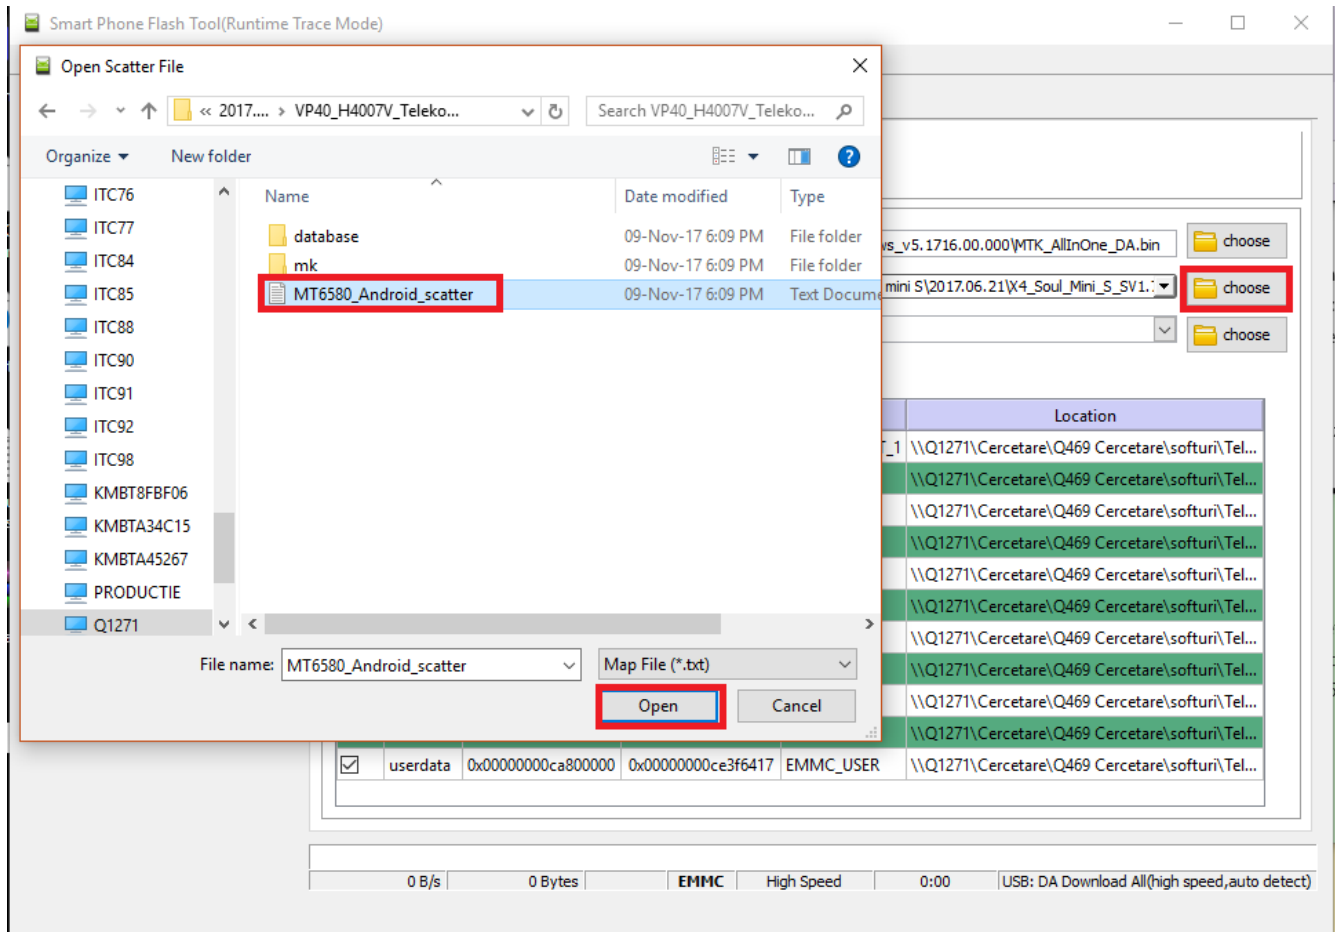 Smart Phone Flash Tool(Runtime Trace Mode)
Open Scatter File
« 2017.... › VP40_H4007V_Teleko...
Search VP40_H4007V_Teleko...
Organize
New folder
ITC76
ITC77
ITC84
ITC85
ITC88
ITC90
ITC91
ITC92
ITC98
KMBT8FBF06
KMBTA34C15
KMBTA45267
PRODUCTIE
Q1271
Name Date modified Type
database 09-Nov-17 6:09 PM File folder
mk 09-Nov-17 6:09 PM File folder
MT6580_Android_scatter 09-Nov-17 6:09 PM Text Docume
File name: MT6580_Android_scatter
Map File (*.txt)
Open Cancel
vs_v5.1716.00.000\MTK_AllInOne_DA.bin choose
mini S\2017.06.21\X4_Soul_Mini_S_SV1. choose
choose
Location
T_1 \\Q1271\Cercetare\Q469 Cercetare\softuri\Tel...
\\Q1271\Cercetare\Q469 Cercetare\softuri\Tel...
\\Q1271\Cercetare\Q469 Cercetare\softuri\Tel...
\\Q1271\Cercetare\Q469 Cercetare\softuri\Tel...
\\Q1271\Cercetare\Q469 Cercetare\softuri\Tel...
\\Q1271\Cercetare\Q469 Cercetare\softuri\Tel...
\\Q1271\Cercetare\Q469 Cercetare\softuri\Tel...
\\Q1271\Cercetare\Q469 Cercetare\softuri\Tel...
\\Q1271\Cercetare\Q469 Cercetare\softuri\Tel...
\\Q1271\Cercetare\Q469 Cercetare\softuri\Tel...
userdata 0x00000000ca800000 0x00000000ce3f6417 EMMC_USER \\Q1271\Cercetare\Q469 Cercetare\softuri\Tel...
0 B/s 0 Bytes EMMC High Speed 0:00 USB: DA Download All(high speed,auto detect)